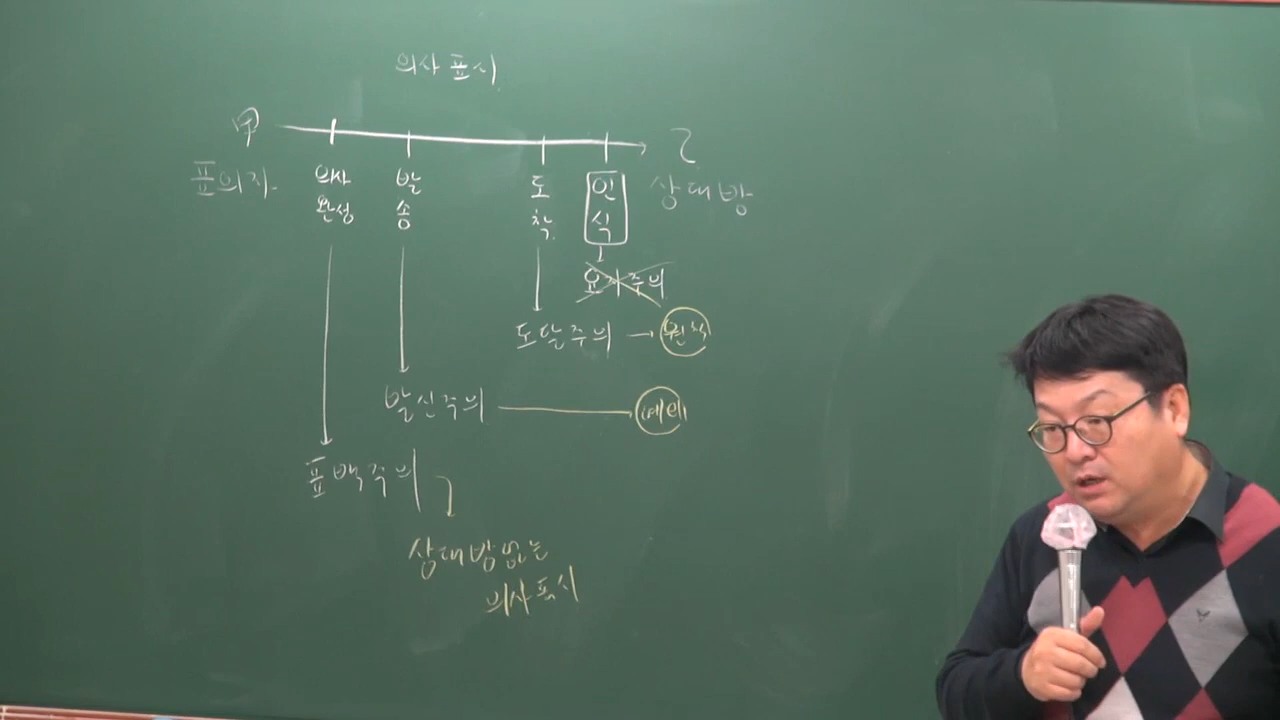 의사표시
甲 乙
표의자 의사완성 발송 도착 인식 상대방
요지주의
도달주의 → 원칙
발신주의 → 예외
표백주의
상대방 없는
의사표시